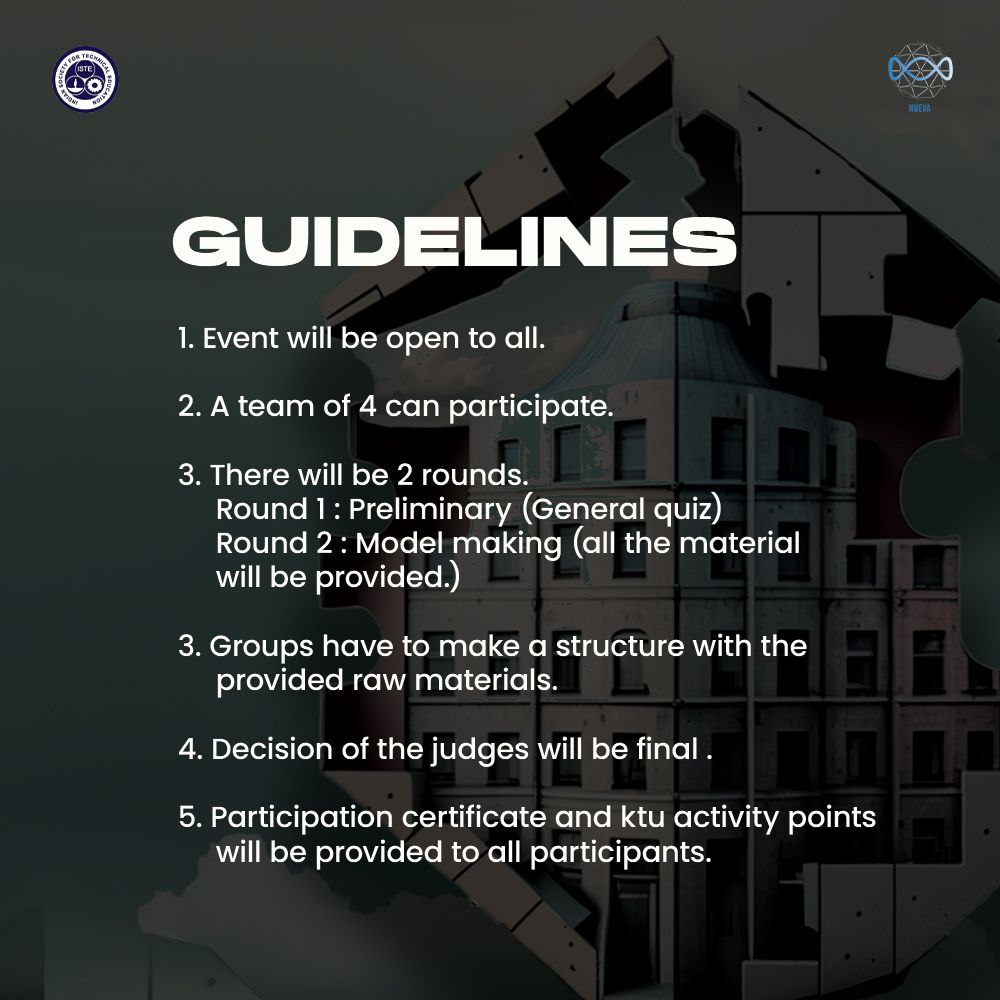 INDIAN SOCIETY FOR TECHNICAL EDUCATION
ISTE
NUEVA
GUIDELINES
1. Event will be open to all.
2. A team of 4 can participate.
3. There will be 2 rounds.
Round 1 : Preliminary (General quiz)
Round 2 : Model making (all the material
will be provided.)
3. Groups have to make a structure with the
provided raw materials.
4. Decision of the judges will be final .
5. Participation certificate and ktu activity points
will be provided to all participants.